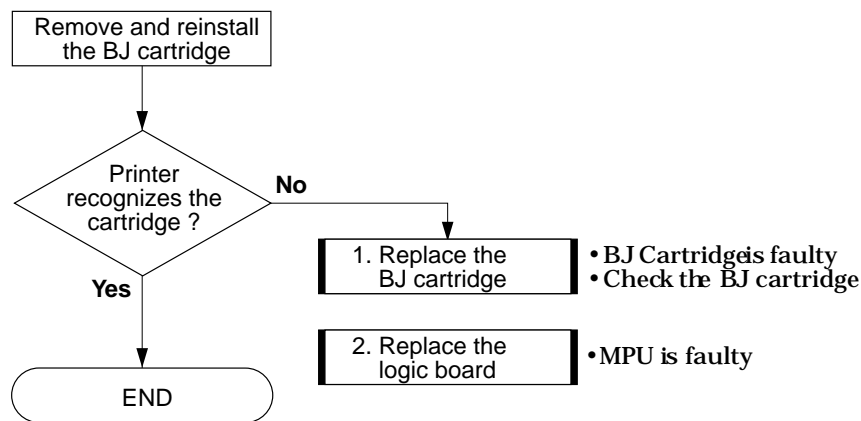 Remove and reinstall
the BJ cartridge
Printer
recognizes the
cartridge ?
No
Yes
1. Replace the
BJ cartridge
• BJ Cartridgeis faulty
• Check the BJ cartridge
2. Replace the
logic board
• MPU is faulty
END